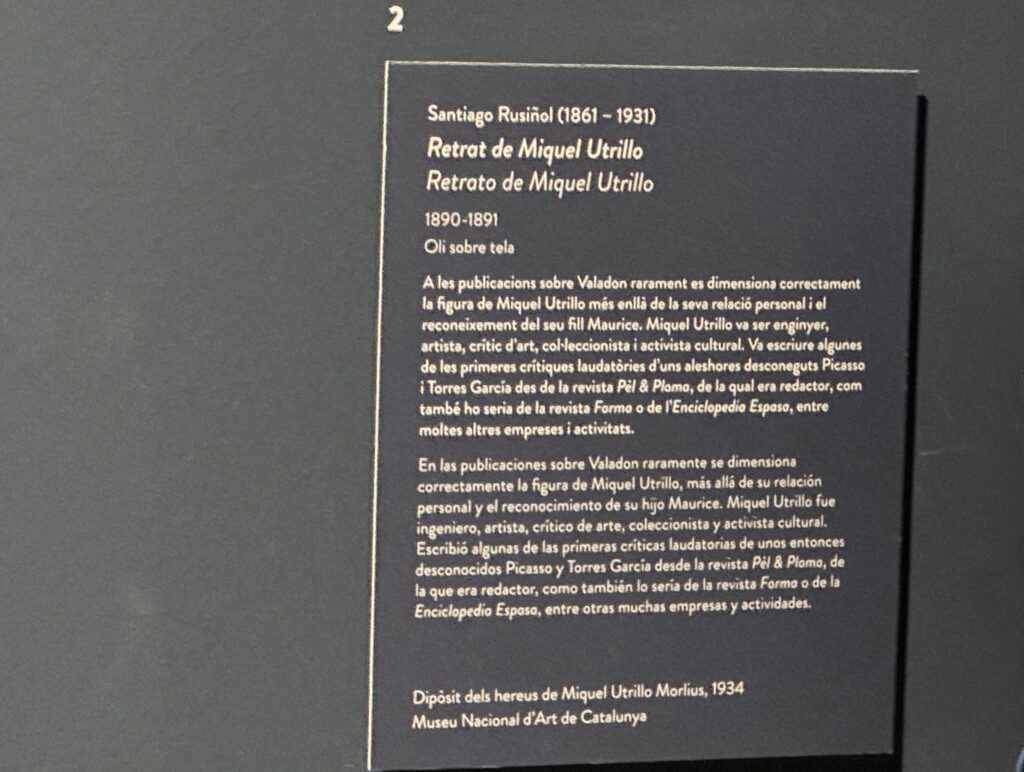 2
Santiago Rusiñol (1861 – 1931)
Retrat de Miquel Utrillo
Retrato de Miquel Utrillo
1890-1891
Oli sobre tela
A les publicacions sobre Valadon rarament es dimensiona correctament
la figura de Miquel Utrillo més enllà de la seva relació personal i el
reconeixement del seu fill Maurice. Miquel Utrillo va ser enginyer,
artista, crític d'art, col·leccionista i activista cultural. Va escriure algunes
de les primeres crítiques laudatòries d'uns aleshores desconeguts Picasso
i Torres García des de la revista Pèl & Ploma, de la qual era redactor, com
també ho seria de la revista Forma o de l'Enciclopedia Espasa, entre
moltes altres empreses i activitats.
En las publicaciones sobre Valadon raramente se dimensiona
correctamente la figura de Miquel Utrillo, más allá de su relación
personal y el reconocimiento de su hijo Maurice. Miquel Utrillo fue
ingeniero, artista, crítico de arte, coleccionista y activista cultural.
Escribió algunas de las primeras críticas laudatorias de unos entonces
desconocidos Picasso y Torres García desde la revista Pèl & Ploma, de
la que era redactor, como también lo sería de la revista Forma o de la
Enciclopedia Espasa, entre otras muchas empresas y actividades.
Dipòsit dels hereus de Miquel Utrillo Morlius, 1934
Museu Nacional d'Art de Catalunya